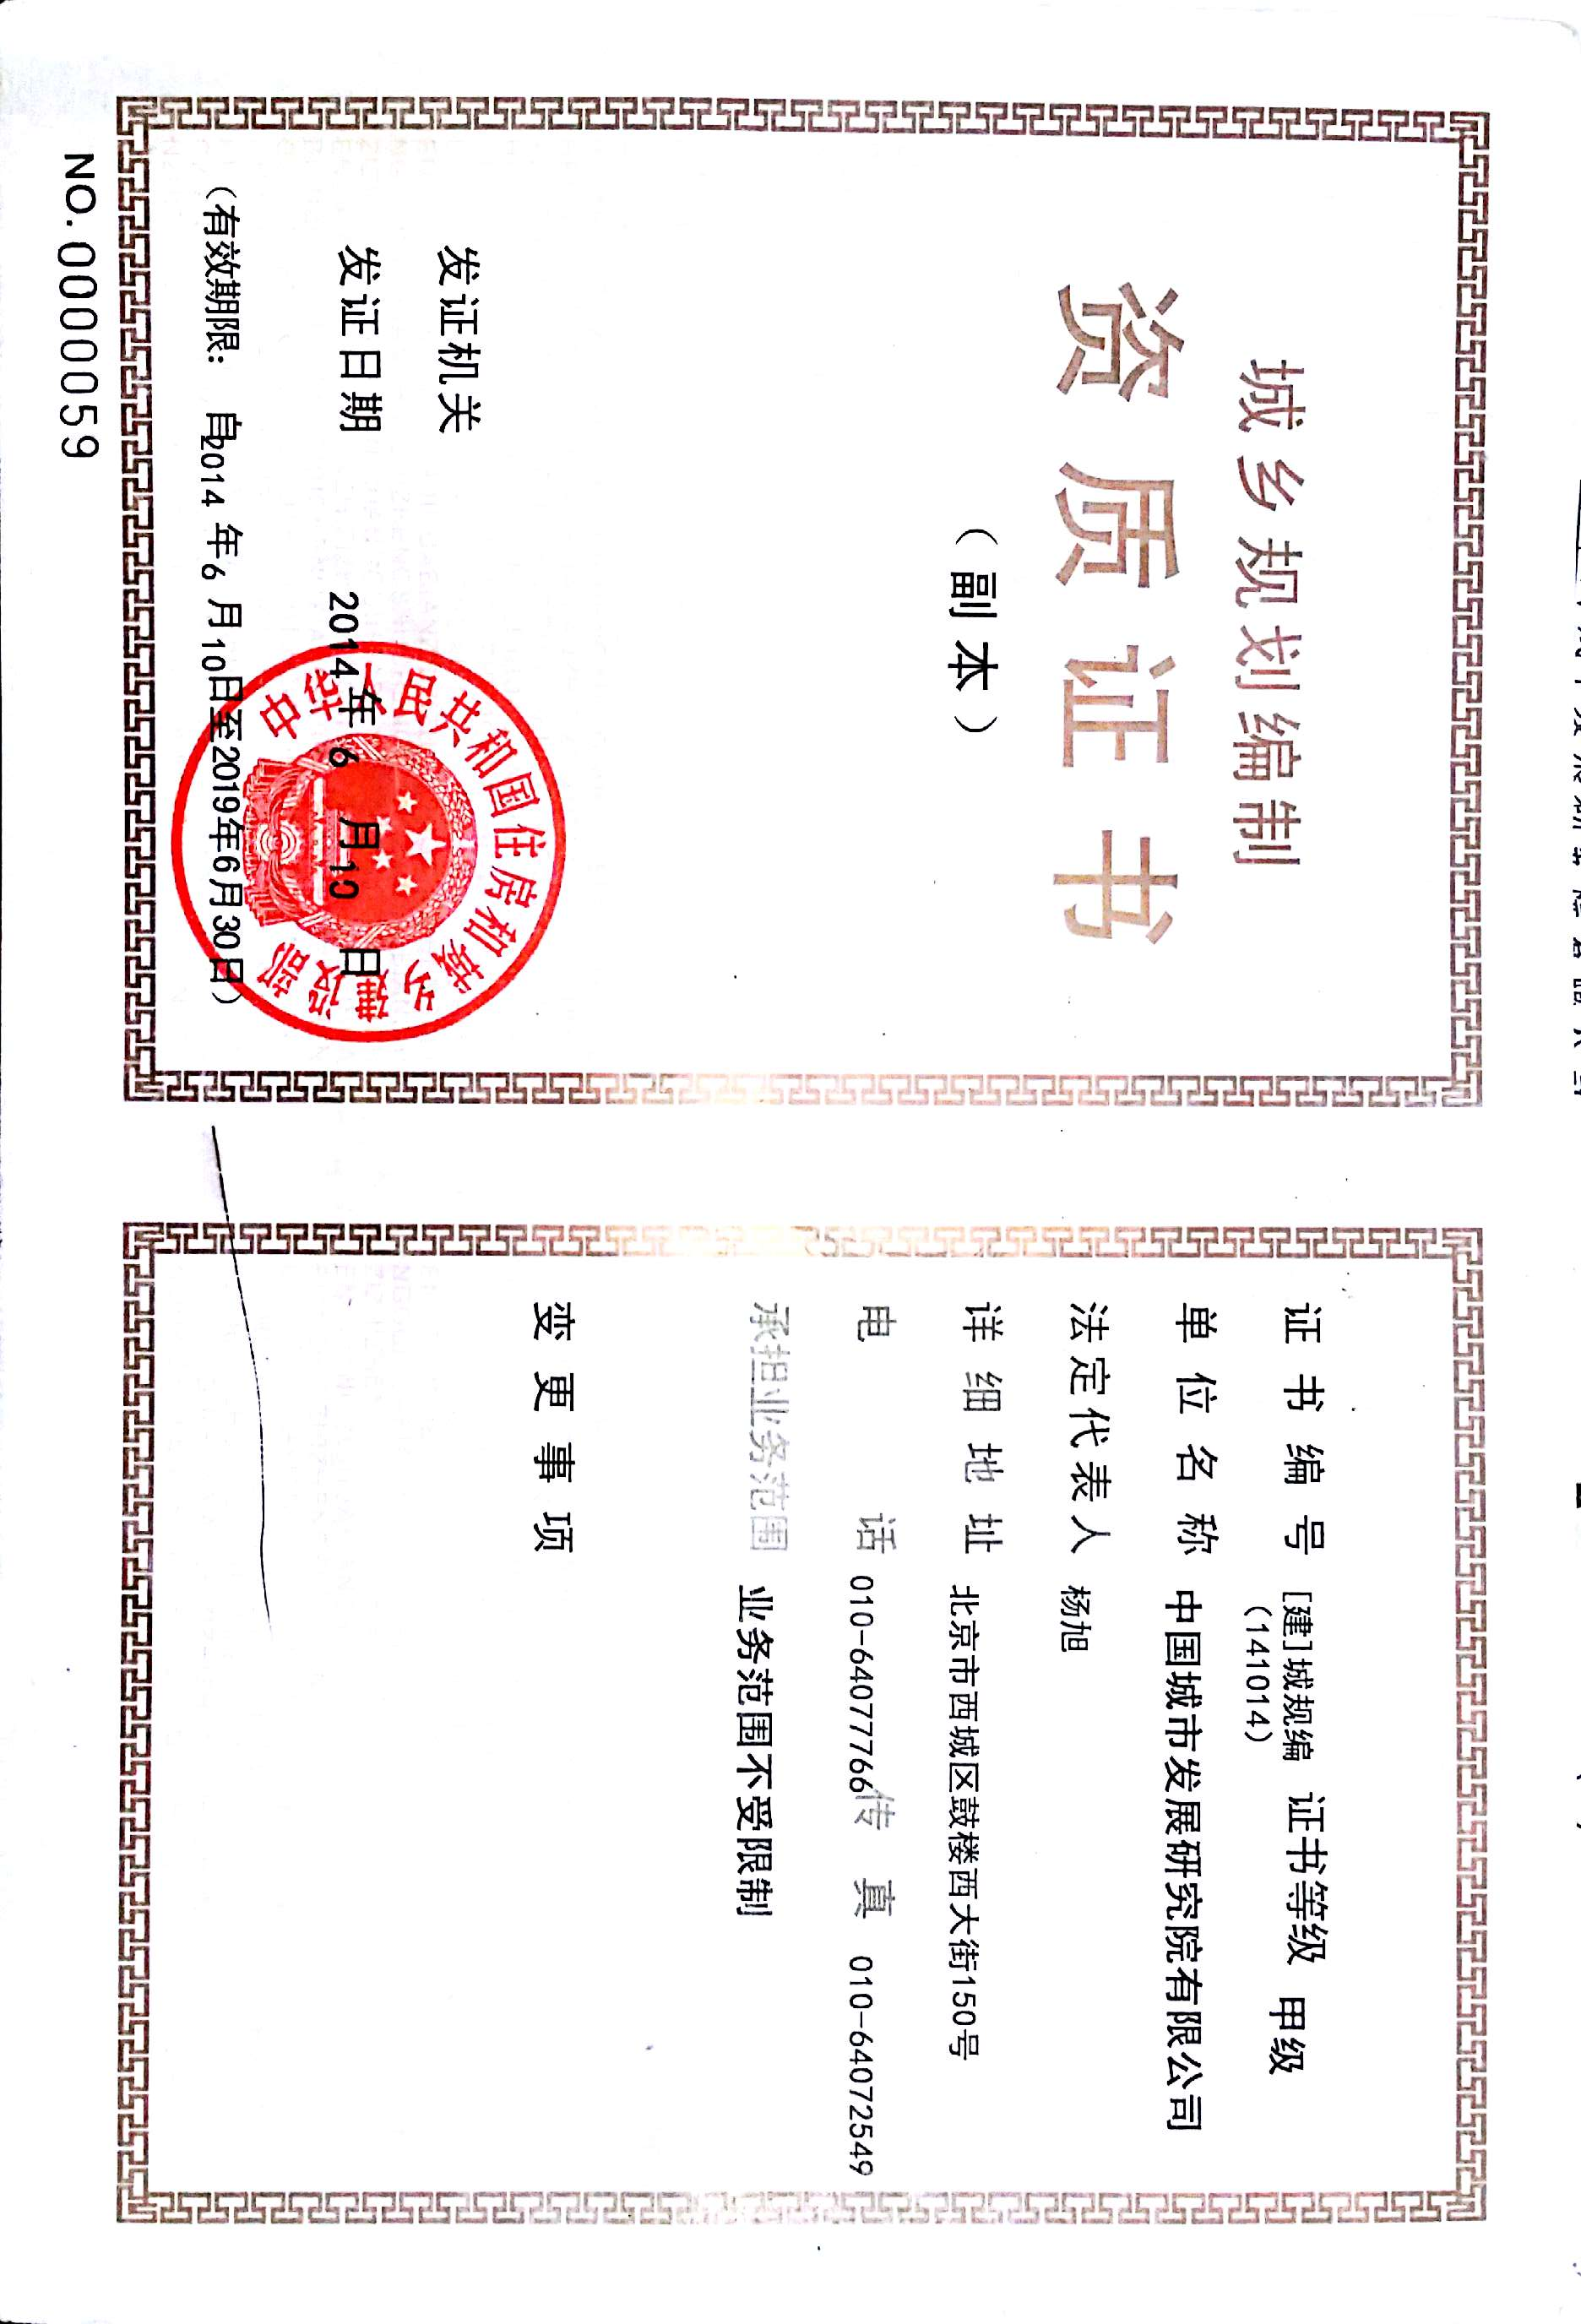 城乡规划编制
资质证书
（副本）
发证机关
发证日期 2014年6月10日
（有效期限： 自2014年6月10日至2019年6月30日）
中华人民共和国住房和城乡建设部
NO.0000059
证书编号 [建]城规编 证书等级 甲级
（141014）
单位名称 中国城市发展研究院有限公司
法定代表人 杨旭
详细地址 北京市西城区鼓楼西大街150号
电话 010-64077766 传真 010-64072549
承担业务范围 业务范围不受限制
变更事项